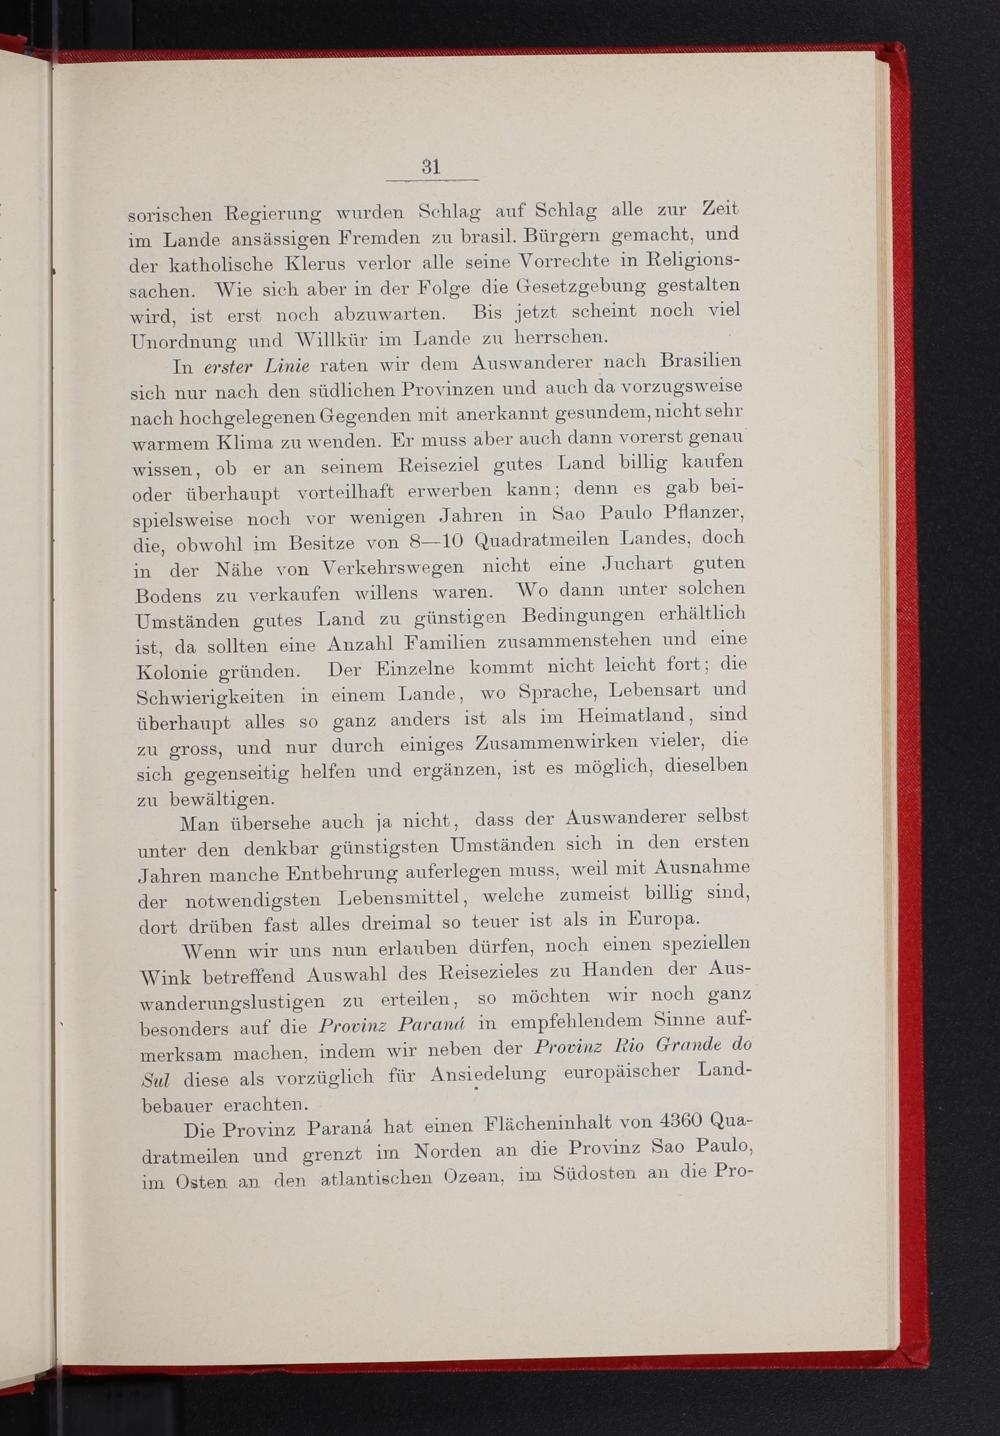 31
sorischen Regierung wurden Schlag auf Schlag alle zur Zeit
im Lande ansässigen Fremden zu brasil. Bürgern gemacht, und
der katholische Klerus verlor alle seine Vorrechte in Religions-
sachen. Wie sich aber in der Folge die Gesetzgebung gestalten
wird, ist erst noch abzuwarten. Bis jetzt scheint noch viel
Unordnung und Willkür im Lande zu herrschen.
In erster Linie raten wir dem Auswanderer nach Brasilien
sich nur nach den südlichen Provinzen und auch da vorzugsweise
nach hochgelegenen Gegenden mit anerkannt gesundem, nicht sehr
warmem Klima zu wenden. Er muss aber auch dann vorerst genau
wissen, ob er an seinem Reiseziel gutes Land billig kaufen
oder überhaupt vorteilhaft erwerben kann; denn es gab bei-
spielsweise noch vor wenigen Jahren in Sao Paulo Pflanzer,
die, obwohl im Besitze von 8—10 Quadratmeilen Landes, doch
in der Nähe von Verkehrswegen nicht eine Juchart guten
Bodens zu verkaufen willens waren. Wo dann unter solchen
Umständen gutes Land zu günstigen Bedingungen erhältlich
ist, da sollten eine Anzahl Familien zusammenstehen und eine
Kolonie gründen. Der Einzelne kommt nicht leicht fort; die
Schwierigkeiten in einem Lande, wo Sprache, Lebensart und
überhaupt alles so ganz anders ist als im Heimatland, sind
zu gross, und nur durch einiges Zusammenwirken vieler, die
sich gegenseitig helfen und ergänzen, ist es möglich, dieselben
zu bewältigen.
Man übersehe auch ja nicht, dass der Auswanderer selbst
unter den denkbar günstigsten Umständen sich in den ersten
Jahren manche Entbehrung auferlegen muss, weil mit Ausnahme
der notwendigsten Lebensmittel, welche zumeist billig sind,
dort drüben fast alles dreimal so teuer ist als in Europa.
Wenn wir uns nun erlauben dürfen, noch einen speziellen
Wink betreffend Auswahl des Reisezieles zu Handen der Aus-
wanderungslustigen zu erteilen, so möchten wir noch ganz
besonders auf die Provinz Paraná in empfehlendem Sinne auf-
merksam machen, indem wir neben der Provinz Rio Grande do
Sul diese als vorzüglich für Ansiedelung europäischer Land-
bebauer erachten.
Die Provinz Paraná hat einen Flächeninhalt von 4360 Qua-
dratmeilen und grenzt im Norden an die Provinz Sao Paulo,
im Osten an den atlantischen Ozean, im Südosten an die Pro-